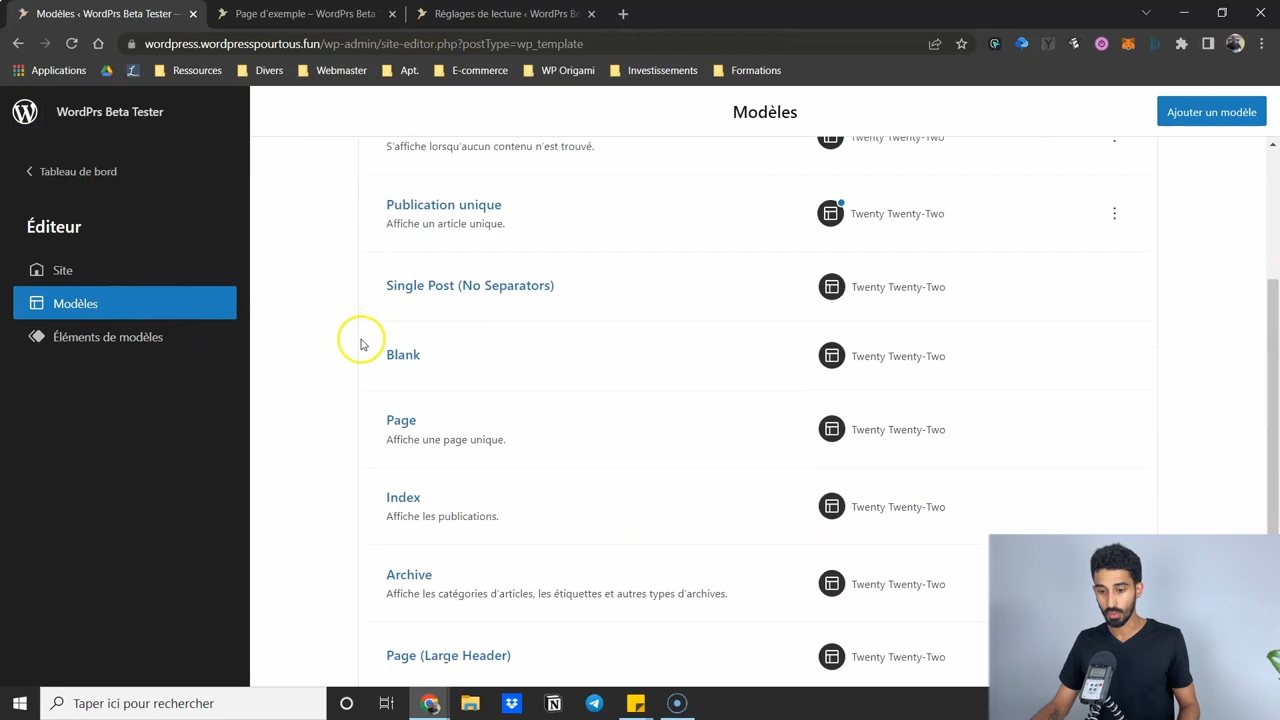 Modèles ‹ WordPrs Beta Tester —
Page d'exemple – WordPrs Beta T
Réglages de lecture ‹ WordPrs Be
wordpress.wordpresspourtous.fun/wp-admin/site-editor.php?postType=wp_template
Applications
Ressources
Divers
Webmaster
Apt.
E-commerce
WP Origami
Investissements
Formations
WordPrs Beta Tester
Modèles
Ajouter un modèle
S'affiche lorsqu'aucun contenu n'est trouvé.
Twenty Twenty-Two
Tableau de bord
Publication unique
Affiche un article unique.
Twenty Twenty-Two
Éditeur
Site
Modèles
Éléments de modèles
Single Post (No Separators)
Twenty Twenty-Two
Blank
Twenty Twenty-Two
Page
Affiche une page unique.
Twenty Twenty-Two
Index
Affiche les publications.
Twenty Twenty-Two
Archive
Affiche les catégories d'articles, les étiquettes et autres types d'archives.
Twenty Twenty-Two
Page (Large Header)
Twenty Twenty-Two
Taper ici pour rechercher